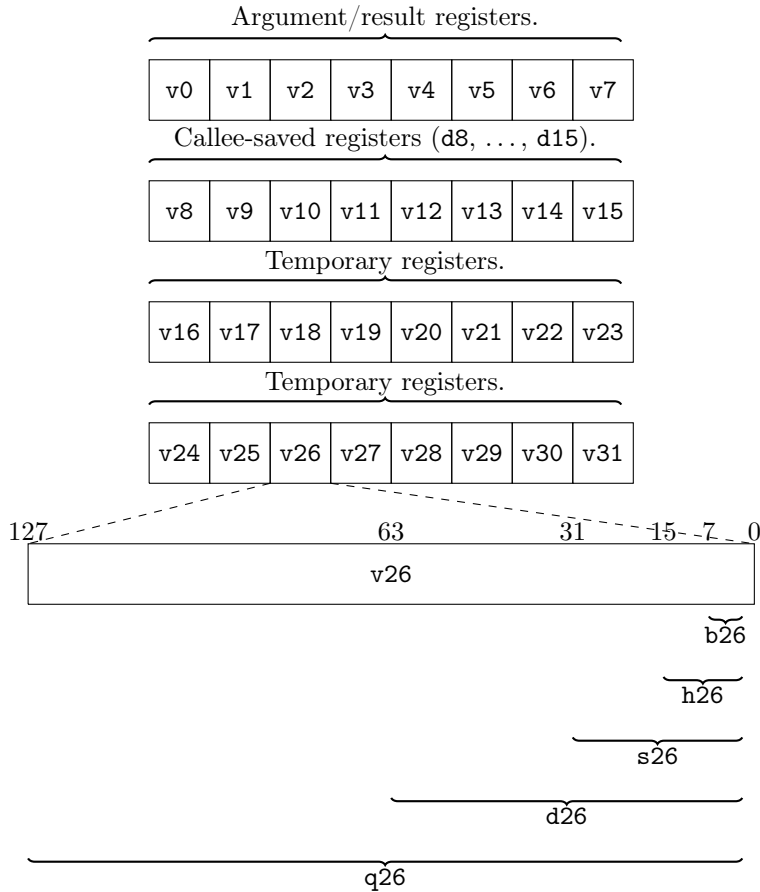 Argument/result registers.
v0 v1 v2 v3 v4 v5 v6 v7
Callee-saved registers (d8, ..., d15).
v8 v9 v10 v11 v12 v13 v14 v15
Temporary registers.
v16 v17 v18 v19 v20 v21 v22 v23
Temporary registers.
v24 v25 v26 v27 v28 v29 v30 v31
127 63 31 15 7 0
v26
b26
h26
s26
d26
q26